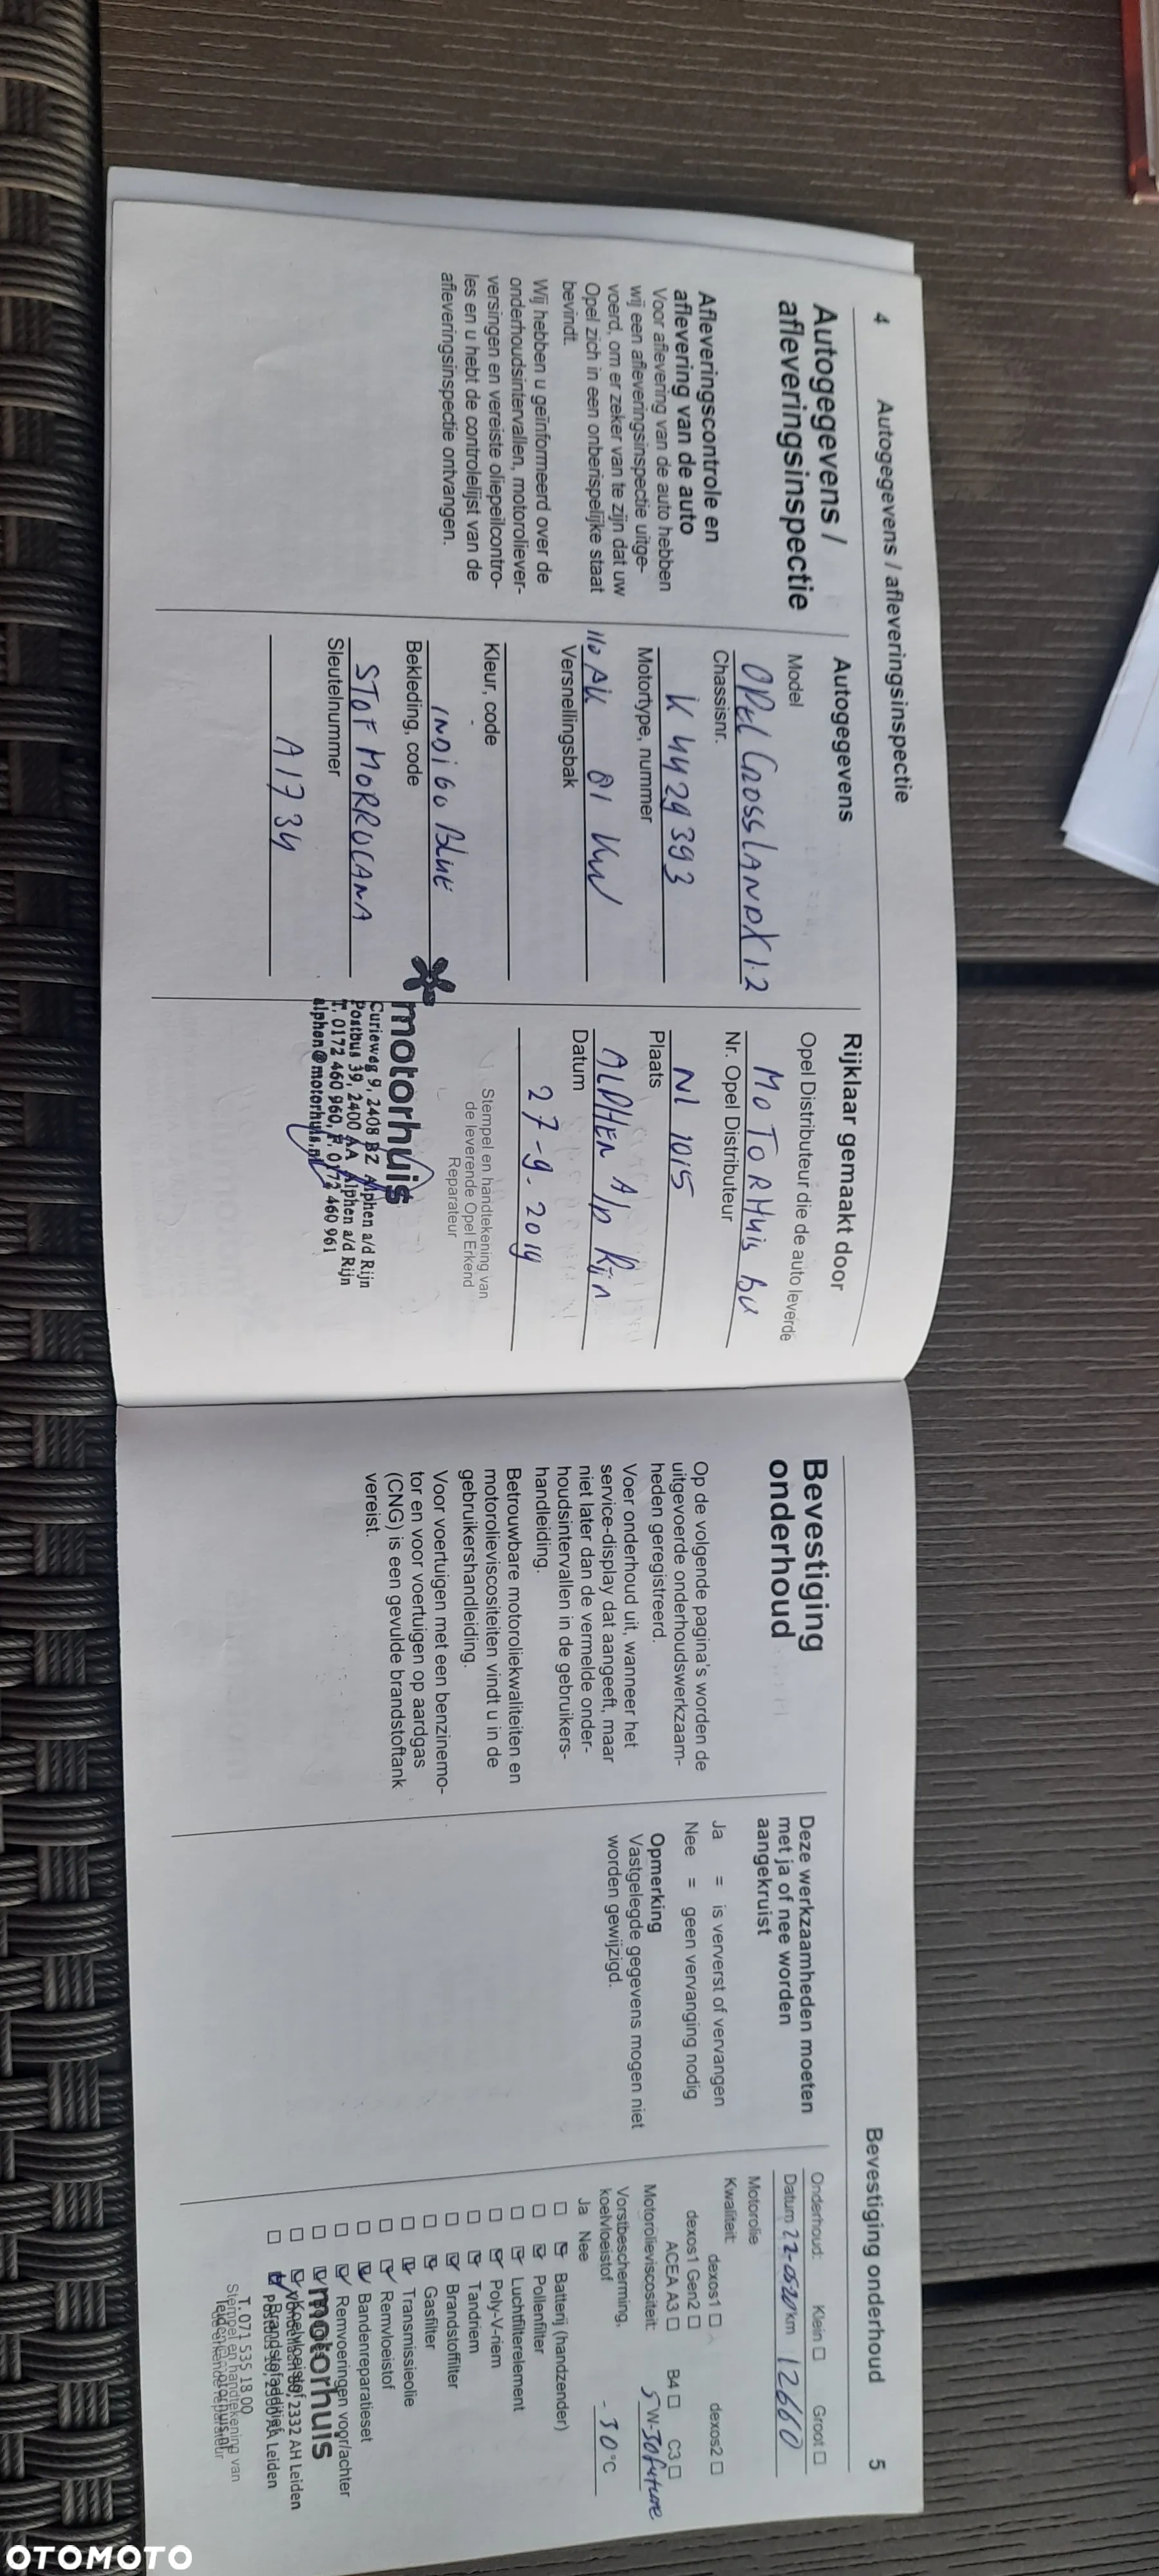 4 Autogegevens / afleveringsinspectie
Autogegevens /
afleveringsinspectie
Afleveringscontrole en
aflevering van de auto
Voor aflevering van de auto hebben
wij een afleveringsinspectie uitge-
voerd, om er zeker van te zijn dat uw
Opel zich in een onberispelijke staat
bevindt.
Wij hebben u geïnformeerd over de
onderhoudsintervallen, motoroliever-
versingen en vereiste oliepeilcontro-
les en u hebt de controlelijst van de
afleveringsinspectie ontvangen.
Autogegevens
Model
OPel CROSSLANDX 1.2
Chassisnr.
K 4429393
Motortype, nummer
110 PK 81 KW
Versnellingsbak
Kleur, code
INDiGO BLUE
Bekleding, code
STOF MORROCANA
Sleutelnummer
A1734
Rijklaar gemaakt door
Opel Distributeur die de auto leverde
MoToRHuis bv
Nr. Opel Distributeur
NL 1015
Plaats
ALPHEN A/D Rijn
Datum
27-9-2019
Stempel en handtekening van
de leverende Opel Erkend
Reparateur
motorhuis
Curieweg 9, 2408 BZ Alphen a/d Rijn
Postbus 39, 2400 AA Alphen a/d Rijn
T. 0172 460 960, F. 0172 460 961
alphen@motorhuis.nl
Bevestiging onderhoud 5
Bevestiging
onderhoud
Op de volgende pagina's worden de
uitgevoerde onderhoudswerkzaam-
heden geregistreerd.
Voer onderhoud uit, wanneer het
service-display dat aangeeft, maar
niet later dan de vermelde onder-
houdsintervallen in de gebruikers-
handleiding.
Betrouwbare motoroliekwaliteiten en
motorolieviscositeiten vindt u in de
gebruikershandleiding.
Voor voertuigen met een benzinemo-
tor en voor voertuigen op aardgas
(CNG) is een gevulde brandstoftank
vereist.
Deze werkzaamheden moeten
met ja of nee worden
aangekruist
Ja = is ververst of vervangen
Nee = geen vervanging nodig
Opmerking
Vastgelegde gegevens mogen niet
worden gewijzigd.
Onderhoud: Klein Groot
Datum km 12660
Motorolie
Kwaliteit: dexos1 dexos2
dexos1 Gen2
ACEA A3 B4 C3
Motorolieviscositeit: 5W-30 future
Vorstbescherming,
koelvloeistof -30 °C
Ja Nee
Batterij (handzender)
Pollenfilter
Luchtfilterelement
Poly-V-riem
Tandriem
Brandstoffilter
Gasfilter
Transmissieolie
Remvloeistof
Bandenreparatieset
Remvoeringen voor/achter
motorhuis
Koelvloeistof
2332 AH Leiden
Brandstofadditief
Leiden
T. 071 535 18 00
Stempel en handtekening van
OTOMOTO